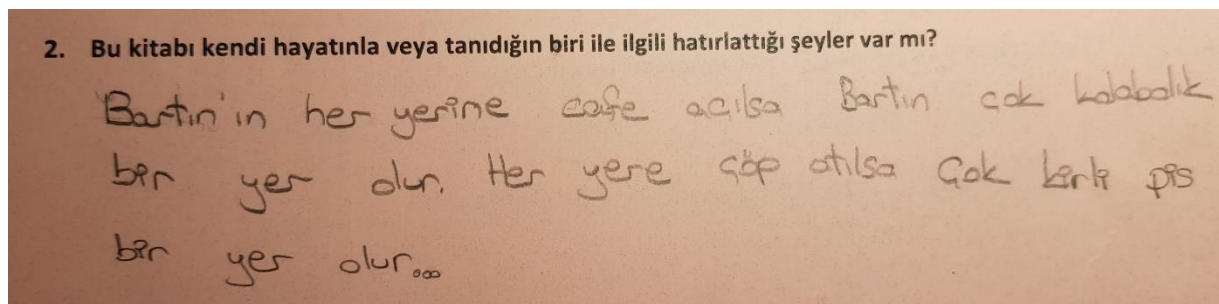 2. Bu kitabı kendi hayatınla veya tanıdığın biri ile ilgili hatırlattığı şeyler var mı?
Bartın'ın her yerine cafe açılsa Bartın çok kalabalık
bir yer olur. Her yere çöp atılsa Çok kirli pis
bir yer olur...